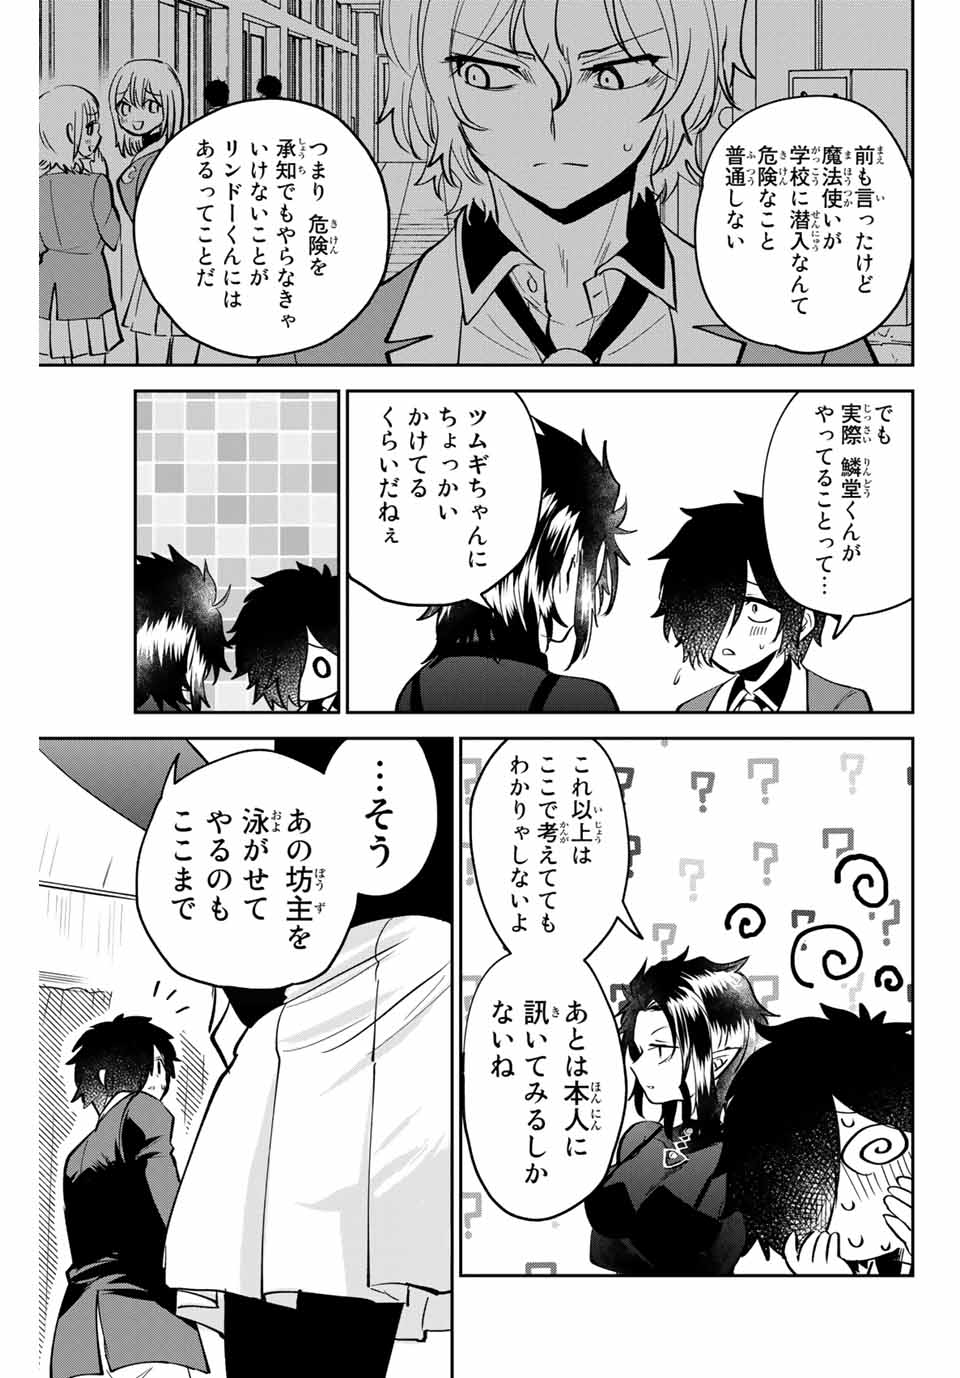 前も言ったけど
魔法使いが
学校に潜入なんて
危険なこと
普通しない
つまり 危険を
承知でもやらなきゃ
いけないことが
リンドーくんには
あるってことだ
でも
実際 鱗堂くんが
やってることって…
ツムギちゃんに
ちょっかい
かけてる
くらいだねぇ
これ以上は
ここで考えてても
わかりゃしないよ
あとは本人に
訊いてみるしか
ないね
…そう
あの坊主を
泳がせて
やるのも
ここまで